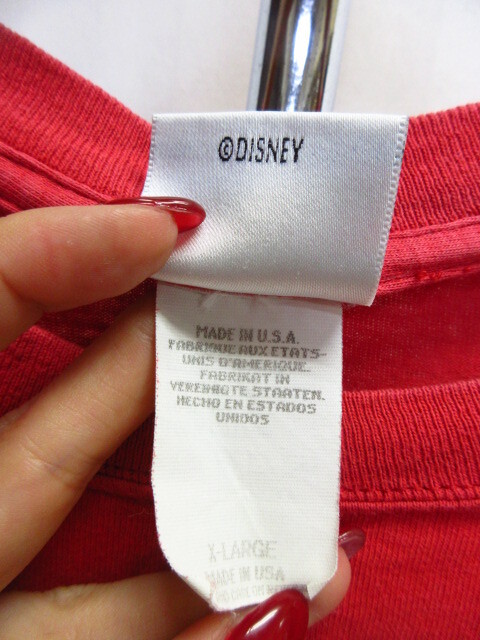 ©DISNEY
MADE IN U.S.A.
FABRIQUE AUX ETATS-
UNIS D'AMERIQUE.
FABRIKAT IN
VEREINIGTE STAATEN.
HECHO EN ESTADOS
UNIDOS
X-LARGE
MADE IN USA